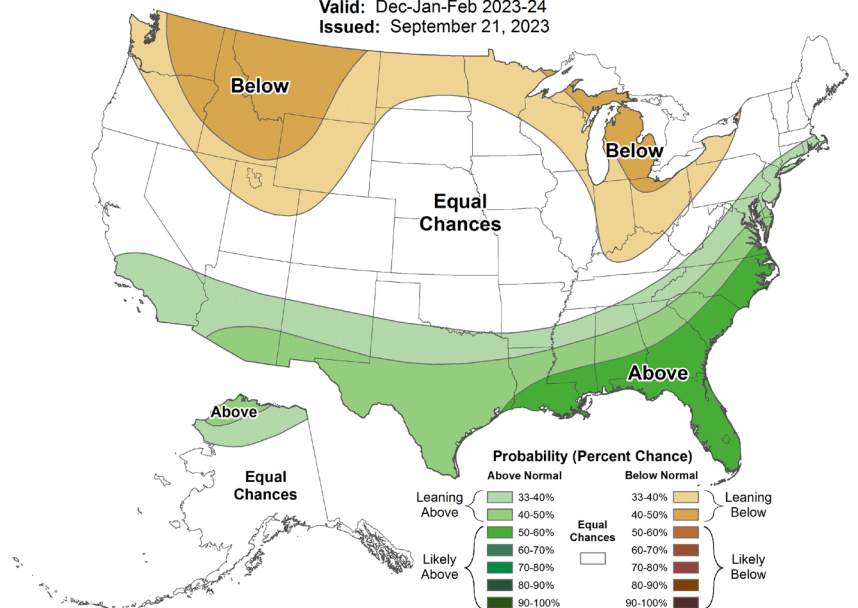 Valid: Dec-Jan-Feb 2023-24
Issued: September 21, 2023
Below
Below
Equal
Chances
Above
Above
Equal
Chances
Probability (Percent Chance)
Above Normal
Below Normal
Leaning
Above
33-40%
40-50%
Likely
Above
50-60%
60-70%
70-80%
80-90%
90-100%
Equal
Chances
33-40%
40-50%
Leaning
Below
50-60%
60-70%
70-80%
80-90%
90-100%
Likely
Below